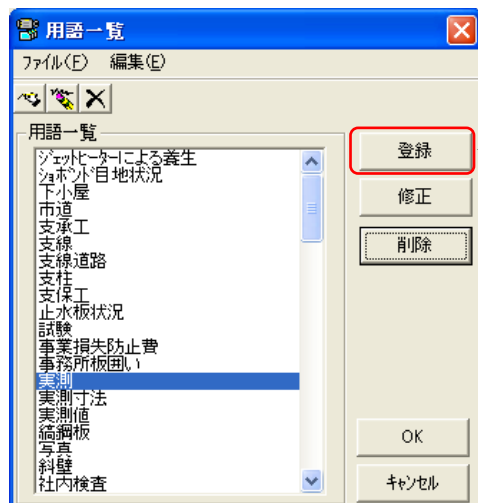 用語一覧
ファイル(F) 編集(E)
用語一覧
ジェットヒーターによる養生
ショボンド目地状況
下小屋
市道
支承工
支線
支線道路
支柱
支保工
止水板状況
試験
事業損失防止費
事務所板囲い
実測
実測寸法
実測値
縞鋼板
写真
斜壁
社内検査
登録
修正
削除
OK
キャンセル